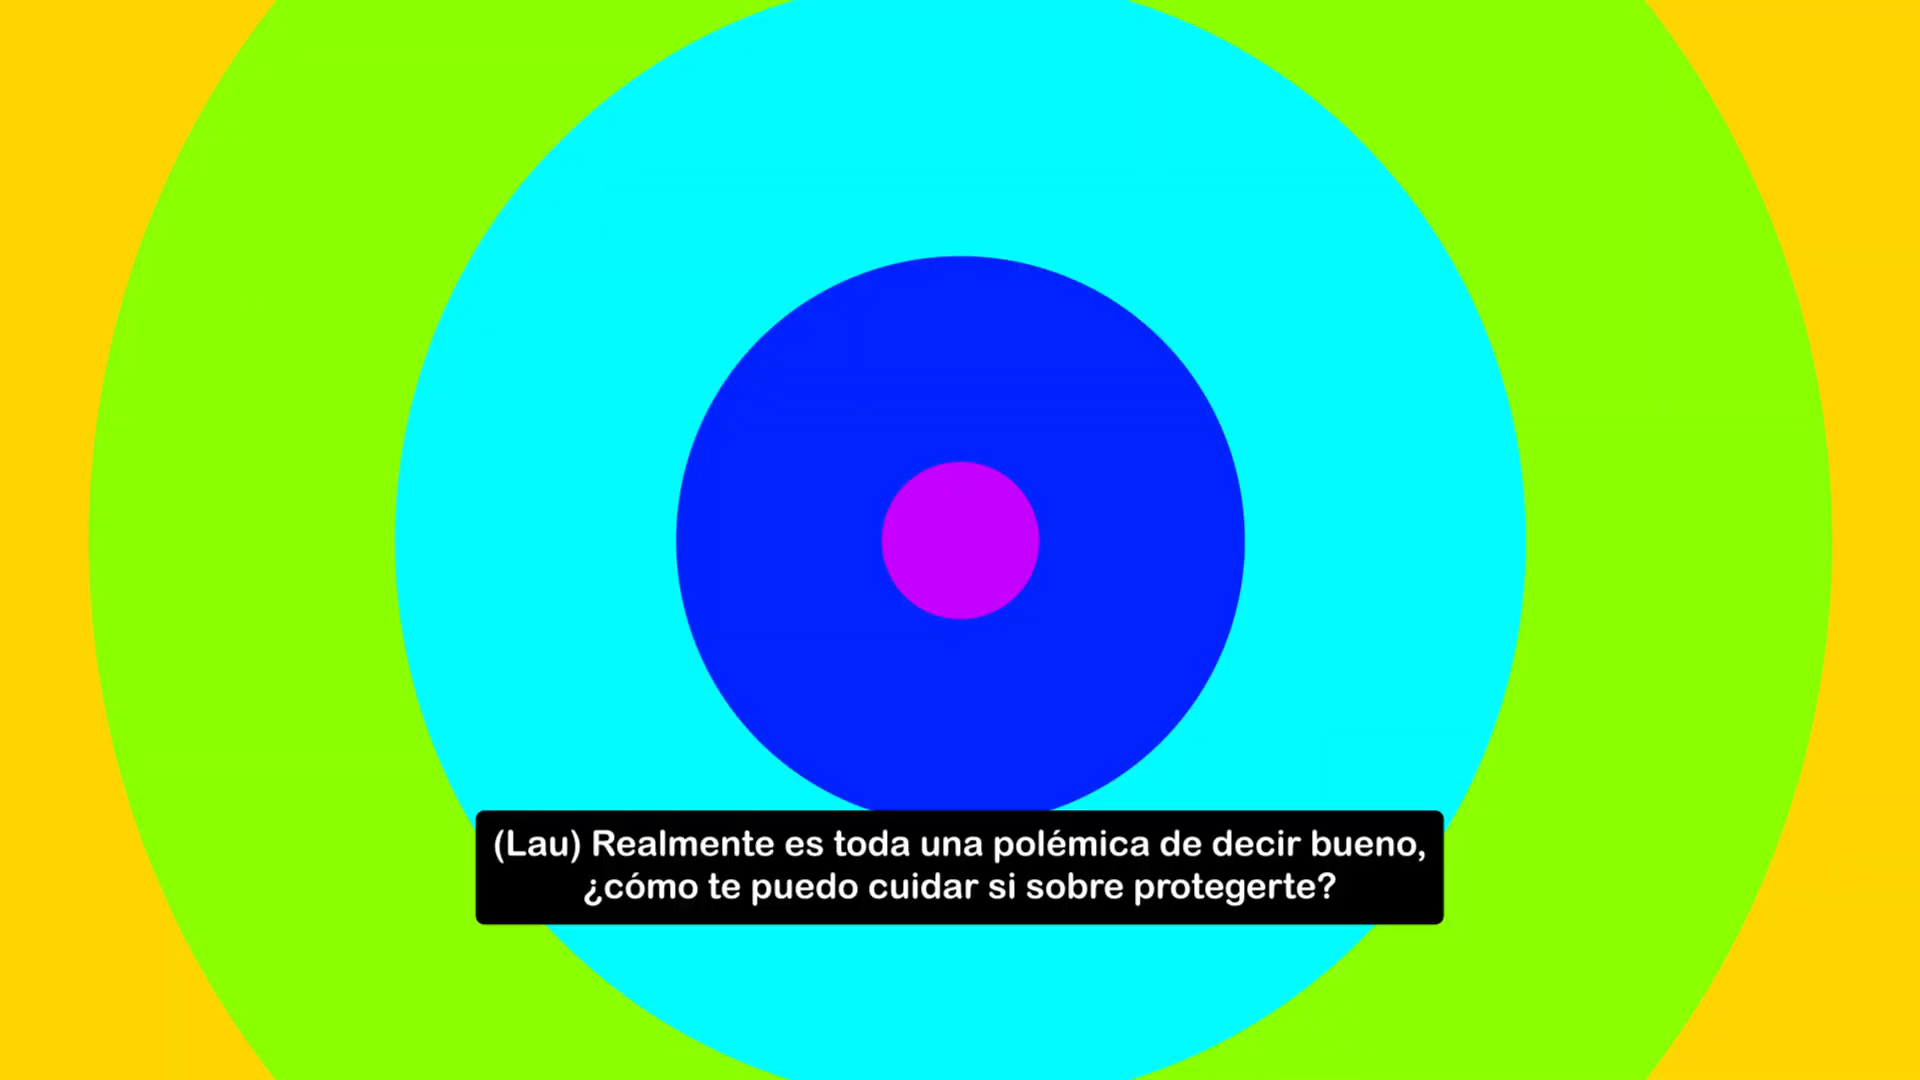 (Lau) Realmente es toda una polémica de decir bueno,
¿cómo te puedo cuidar si sobre protegerte?